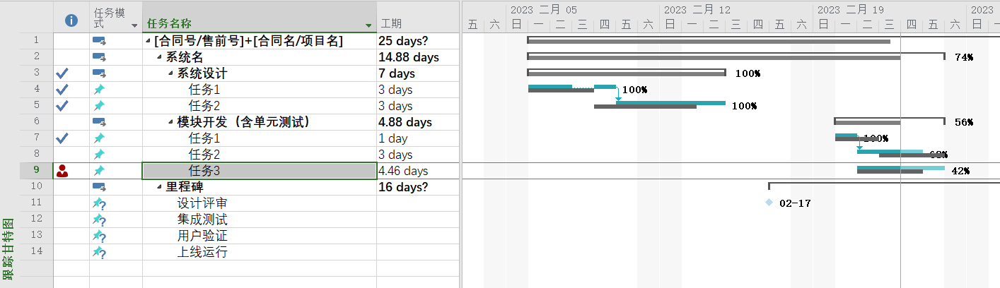 任务模式 任务名称 工期
2023 二月 05 2023 二月 12 2023 二月 19 2023
五 六 日 一 二 三 四 五 六 日 一 二 三 四 五 六 日 一 二 三 四 五 六 日
1 [合同号/售前号]+[合同名/项目名] 25 days?
2 系统名 14.88 days 74%
3 系统设计 7 days 100%
4 任务1 3 days 100%
5 任务2 3 days 100%
6 模块开发（含单元测试） 4.88 days 56%
7 任务1 1 day 100%
8 任务2 3 days
9 任务3 4.46 days 42%
10 里程碑 16 days?
11 设计评审 02-17
12 集成测试
13 用户验证
14 上线运行
跟踪甘特图